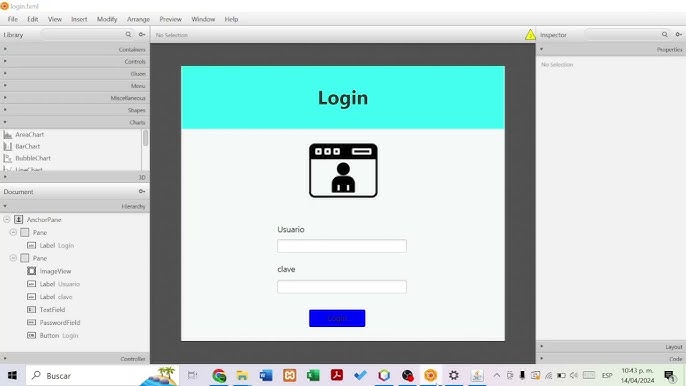 login.fxml
File Edit View Insert Modify Arrange Preview Window Help
Library
No Selection
Inspector
Containers
Controls
Gluon
Menu
Miscellaneous
Shapes
Charts
AreaChart
BarChart
BubbleChart
LineChart
3D
Document
Hierarchy
AnchorPane
Pane
Label Login
Pane
ImageView
Label Usuario
Label clave
TextField
PasswordField
Button Login
Controller
Login
Usuario
clave
Login
Properties
No Selection
Layout
Code
Buscar
ESP
10:43 p. m.
14/04/2024